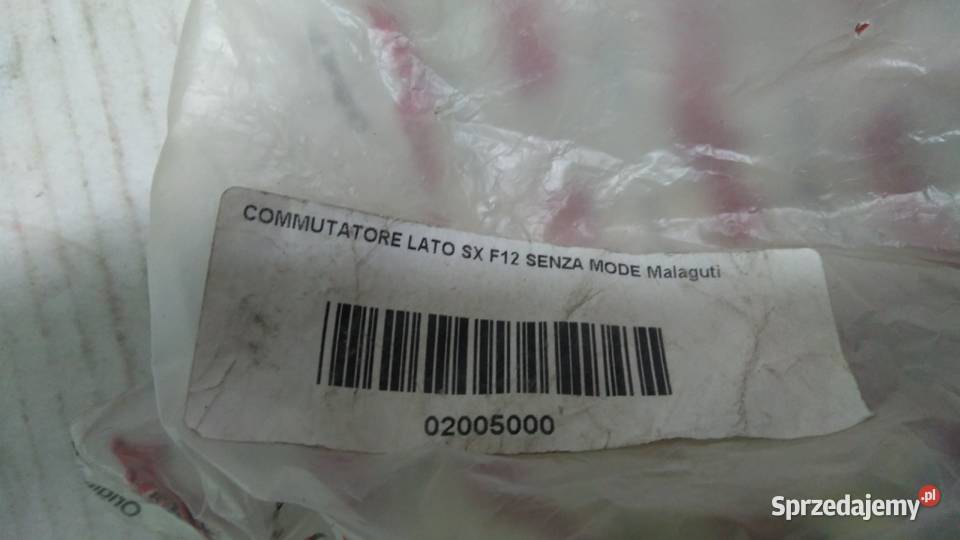 COMMUTATORE LATO SX F12 SENZA MODE Malaguti
02005000
Sprzedajemy.pl